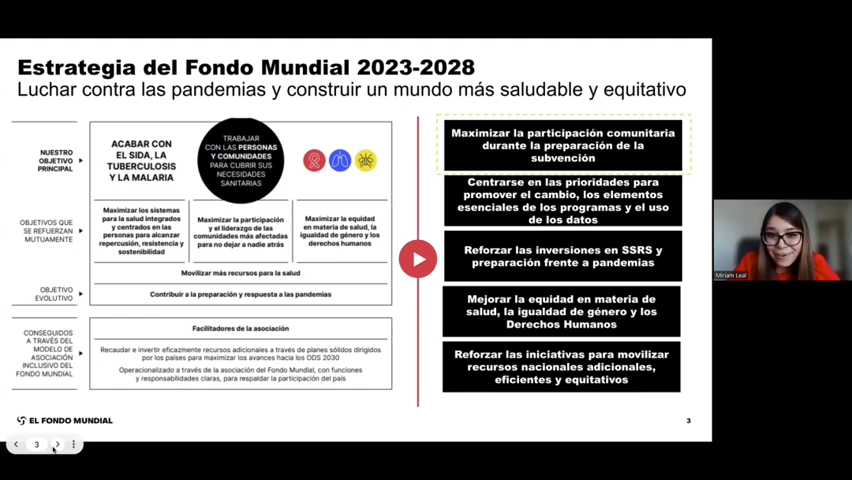 Estrategia del Fondo Mundial 2023-2028
Luchar contra las pandemias y construir un mundo más saludable y equitativo
NUESTRO
OBJETIVO
PRINCIPAL
ACABAR CON
EL SIDA, LA
TUBERCULOSIS
Y LA MALARIA
TRABAJAR
CON LAS PERSONAS
Y COMUNIDADES
PARA CUBRIR SUS
NECESIDADES
SANITARIAS
OBJETIVOS QUE
SE REFUERZAN
MUTUAMENTE
Maximizar los sistemas
para la salud integrados
y centrados en las
personas para alcanzar
repercusión, resistencia y
sostenibilidad
Maximizar la participación
y el liderazgo de las
comunidades más afectadas
para no dejar a nadie atrás
Maximizar la equidad
en materia de salud, la
igualdad de género y los
derechos humanos
Movilizar más recursos para la salud
OBJETIVO
EVOLUTIVO
Contribuir a la preparación y respuesta a las pandemias
CONSEGUIDOS
A TRAVÉS DEL
MODELO DE
ASOCIACIÓN
INCLUSIVO DEL
FONDO MUNDIAL
Facilitadores de la asociación
Recaudar e invertir eficazmente recursos adicionales a través de planes sólidos dirigidos
por los países para maximizar los avances hacia los ODS 2030
Operacionalizado a través de la asociación del Fondo Mundial, con funciones
y responsabilidades claras, para respaldar la participación del país
Maximizar la participación comunitaria
durante la preparación de la
subvención
Centrarse en las prioridades para
promover el cambio, los elementos
esenciales de los programas y el uso
de los datos
Reforzar las inversiones en SSRS y
preparación frente a pandemias
Mejorar la equidad en materia de
salud, la igualdad de género y los
Derechos Humanos
Reforzar las iniciativas para movilizar
recursos nacionales adicionales,
eficientes y equitativos
EL FONDO MUNDIAL
3
3
Miriam Leal